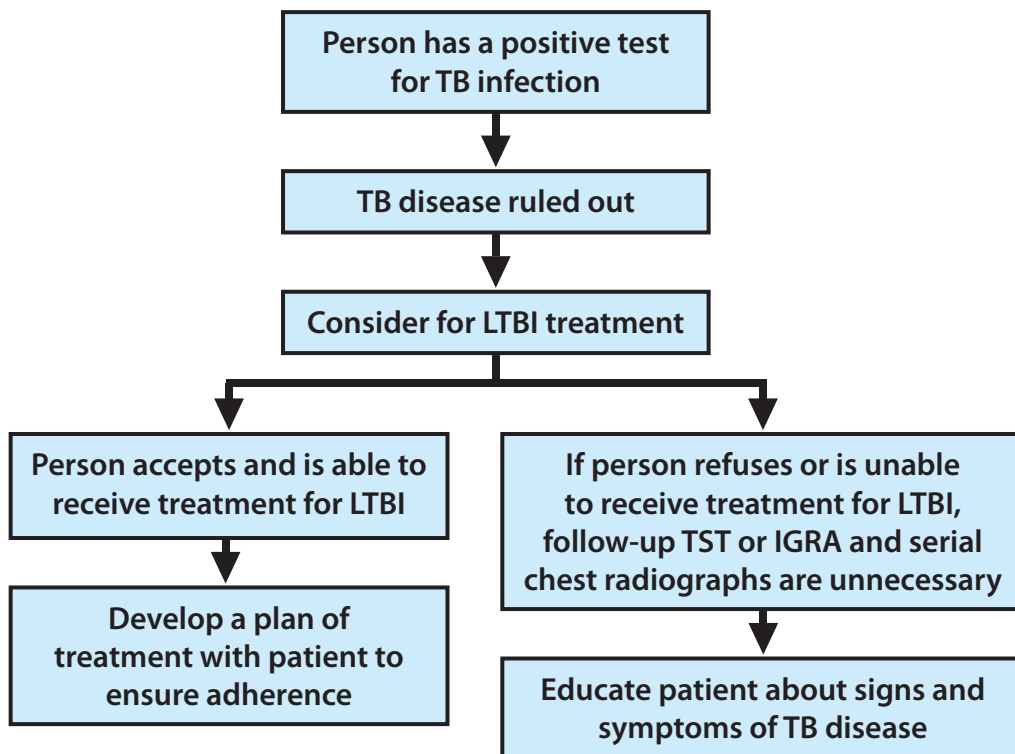 Person has a positive test
for TB infection
TB disease ruled out
Consider for LTBI treatment
Person accepts and is able to
receive treatment for LTBI
Develop a plan of
treatment with patient to
ensure adherence
If person refuses or is unable
to receive treatment for LTBI,
follow-up TST or IGRA and serial
chest radiographs are unnecessary
Educate patient about signs and
symptoms of TB disease